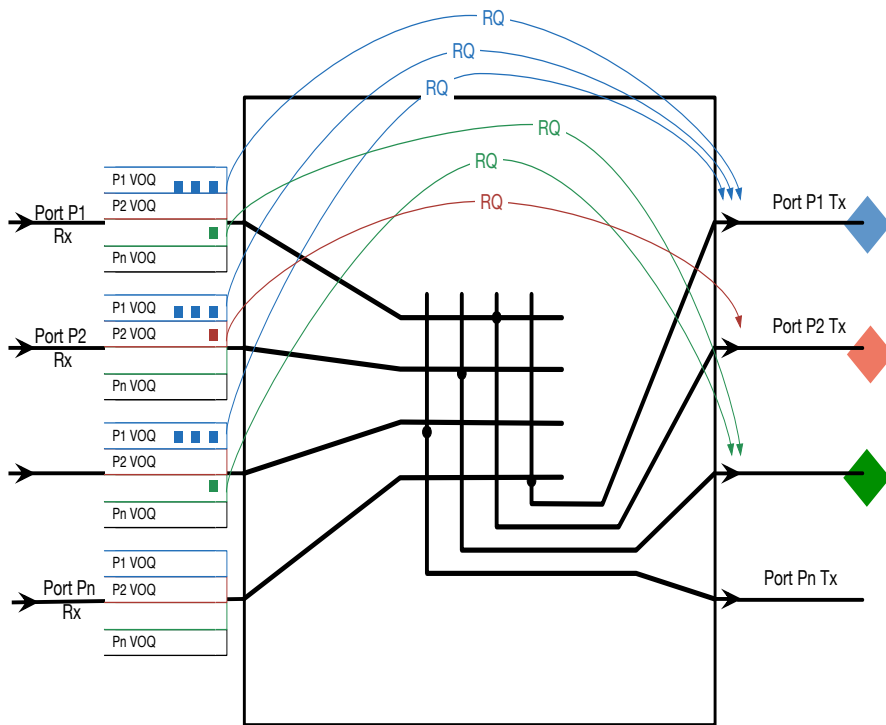 RQ
RQ
RQ
RQ
RQ
RQ
P1 VOQ
P2 VOQ
Pn VOQ
Port P1
Rx
Port P1 Tx
P1 VOQ
P2 VOQ
Pn VOQ
Port P2
Rx
Port P2 Tx
P1 VOQ
P2 VOQ
Pn VOQ
P1 VOQ
P2 VOQ
Pn VOQ
Port Pn
Rx
Port Pn Tx